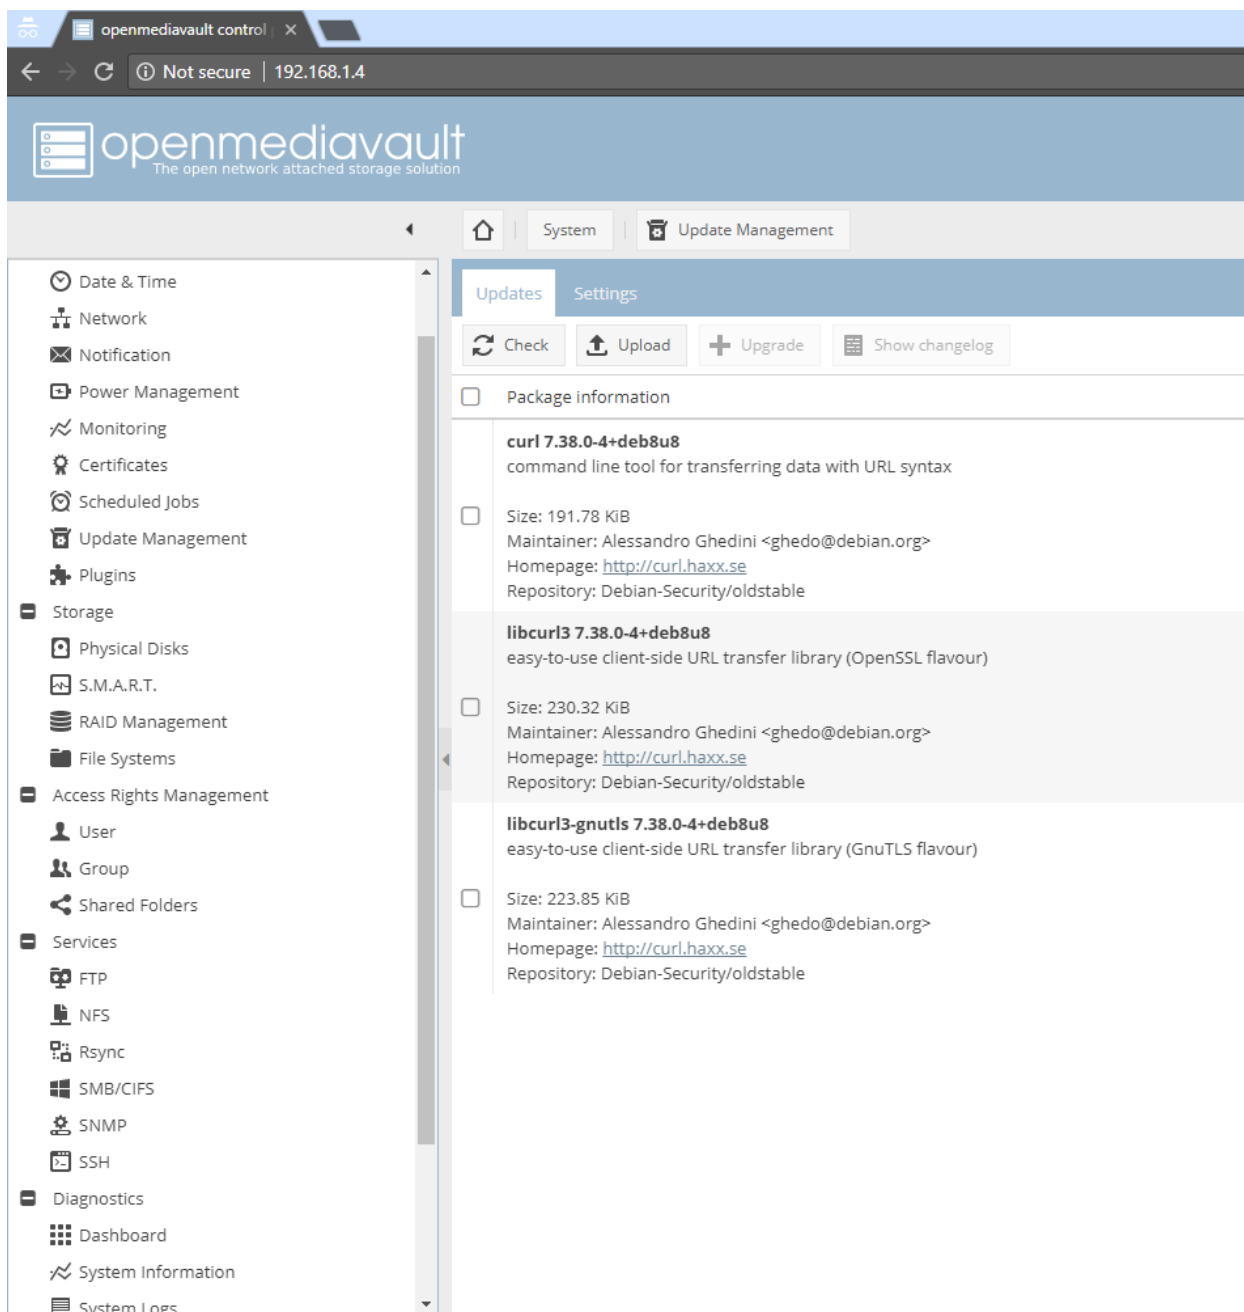 openmediavault control
Not secure | 192.168.1.4
openmediavault
The open network attached storage solution
System
Update Management
Date & Time
Network
Notification
Power Management
Monitoring
Certificates
Scheduled Jobs
Update Management
Plugins
Storage
Physical Disks
S.M.A.R.T.
RAID Management
File Systems
Access Rights Management
User
Group
Shared Folders
Services
FTP
NFS
Rsync
SMB/CIFS
SNMP
SSH
Diagnostics
Dashboard
System Information
System Logs
Updates
Settings
Check
Upload
Upgrade
Show changelog
Package information
curl 7.38.0-4+deb8u8
command line tool for transferring data with URL syntax
Size: 191.78 KiB
Maintainer: Alessandro Ghedini <ghedo@debian.org>
Homepage: http://curl.haxx.se
Repository: Debian-Security/oldstable
libcurl3 7.38.0-4+deb8u8
easy-to-use client-side URL transfer library (OpenSSL flavour)
Size: 230.32 KiB
Maintainer: Alessandro Ghedini <ghedo@debian.org>
Homepage: http://curl.haxx.se
Repository: Debian-Security/oldstable
libcurl3-gnutls 7.38.0-4+deb8u8
easy-to-use client-side URL transfer library (GnuTLS flavour)
Size: 223.85 KiB
Maintainer: Alessandro Ghedini <ghedo@debian.org>
Homepage: http://curl.haxx.se
Repository: Debian-Security/oldstable